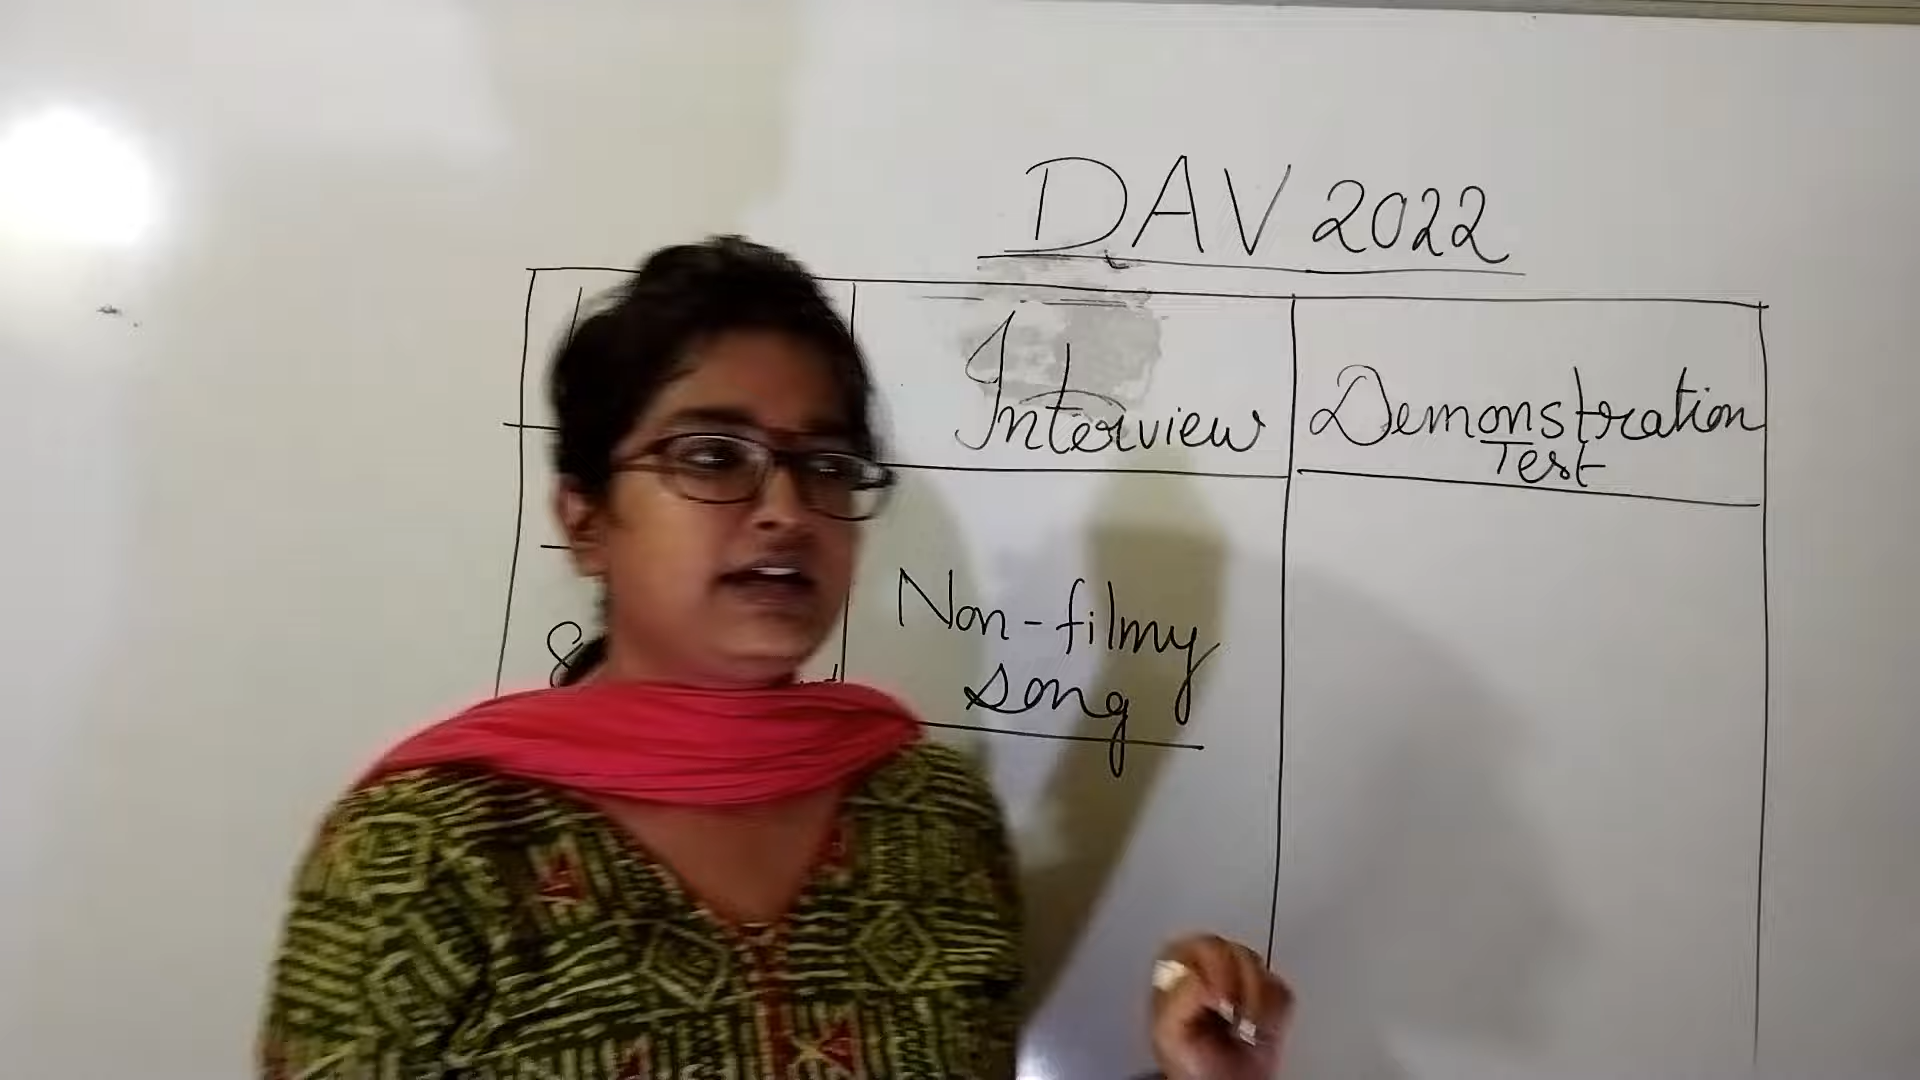 DAV 2022
Interview
Demonstration
Test
Non-filmy
song